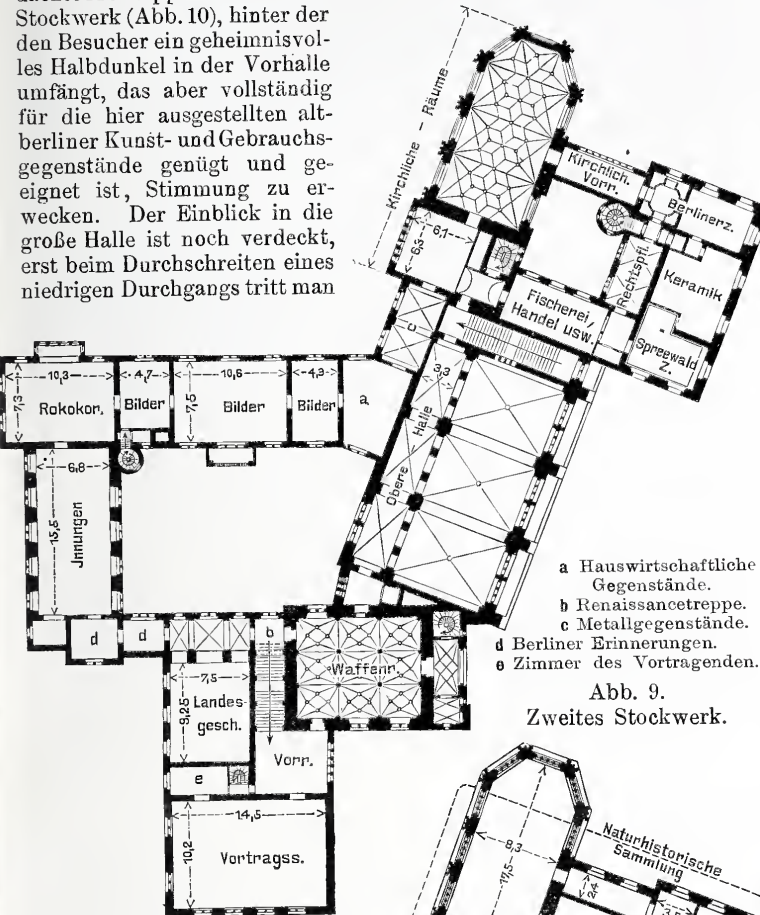 Stockwerk (Abb. 10), hinter der
den Besucher ein geheimnisvol-
les Halbdunkel in der Vorhalle
umfängt, das aber vollständig
für die hier ausgestellten alt-
berliner Kunst- und Gebrauchs-
gegenstände genügt und ge-
eignet ist, Stimmung zu er-
wecken. Der Einblick in die
große Halle ist noch verdeckt,
erst beim Durchschreiten eines
niedrigen Durchgangs tritt man
Kirchliche - Räume
Kirchlich.
Vorr.
Berlinerz.
6,1
6,3
Rechtspfl.
Keramik
Fischerei,
Handel usw.
Spreewald
Z.
c
3,3
Obere Halle
10,3
7,3
Rokokor.
4,7
Bilder
10,6
7,5
Bilder
4,3
Bilder
a
6,8
15,5
Jnnungen
d
d
b
Waffenr.
7,5
9,25
Landes-
gesch.
e
Vorr.
14,5
10,2
Vortragss.
a Hauswirtschaftliche
Gegenstände.
b Renaissancetreppe.
c Metallgegenstände.
d Berliner Erinnerungen.
e Zimmer des Vortragenden.
Abb. 9.
Zweites Stockwerk.
Naturhistorische
Sammlung
8,3
17,5
2,4